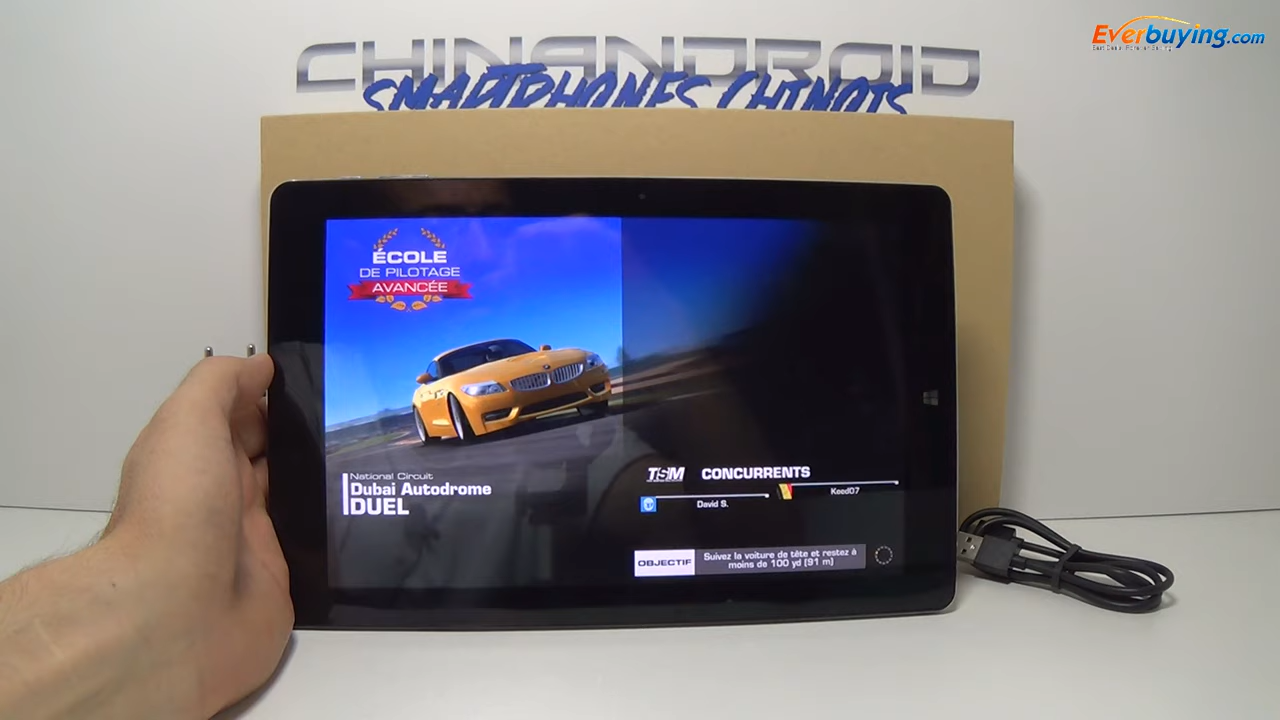 Everbuying.com
CHINANDROID
SMARTPHONES CHINOIS
ÉCOLE
DE PILOTAGE
AVANCÉE
National Circuit
Dubai Autodrome
DUEL
TSM CONCURRENTS
David S.
Keed07
OBJECTIF
Suivez la voiture de tête et restez à
moins de 100 yd (91 m)